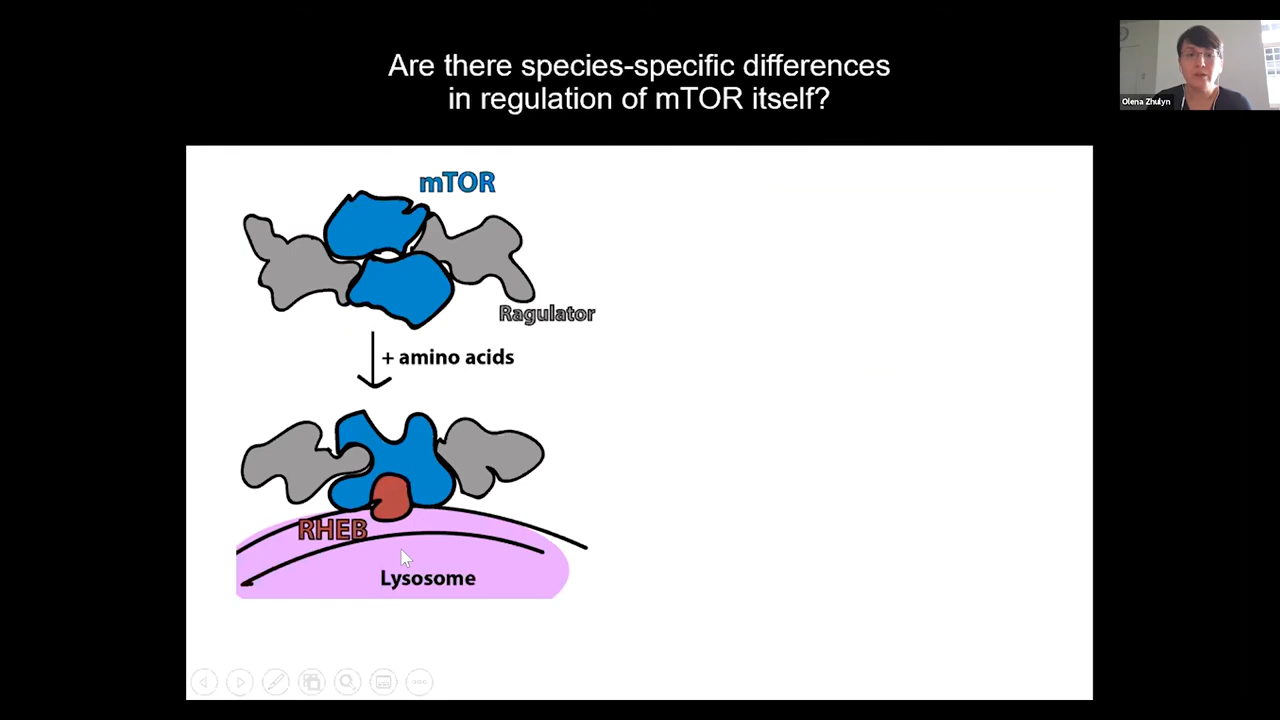 Are there species-specific differences
in regulation of mTOR itself?
Olena Zhulyn
mTOR
Ragulator
+ amino acids
RHEB
Lysosome